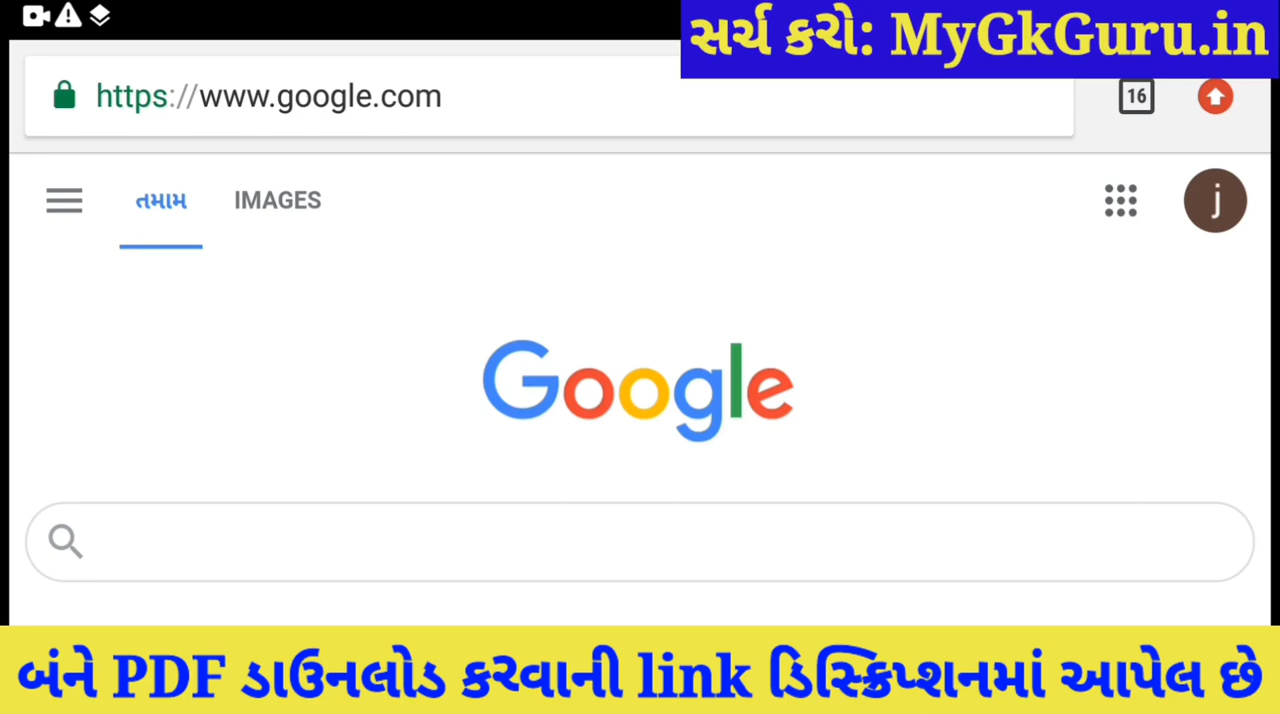 સર્ચ કરો: MyGkGuru.in
https://www.google.com
16
તમામ IMAGES
j
Google
બંને PDF ડાઉનલોડ કરવાની link ડિસ્ક્રિપ્શનમાં આપેલ છે